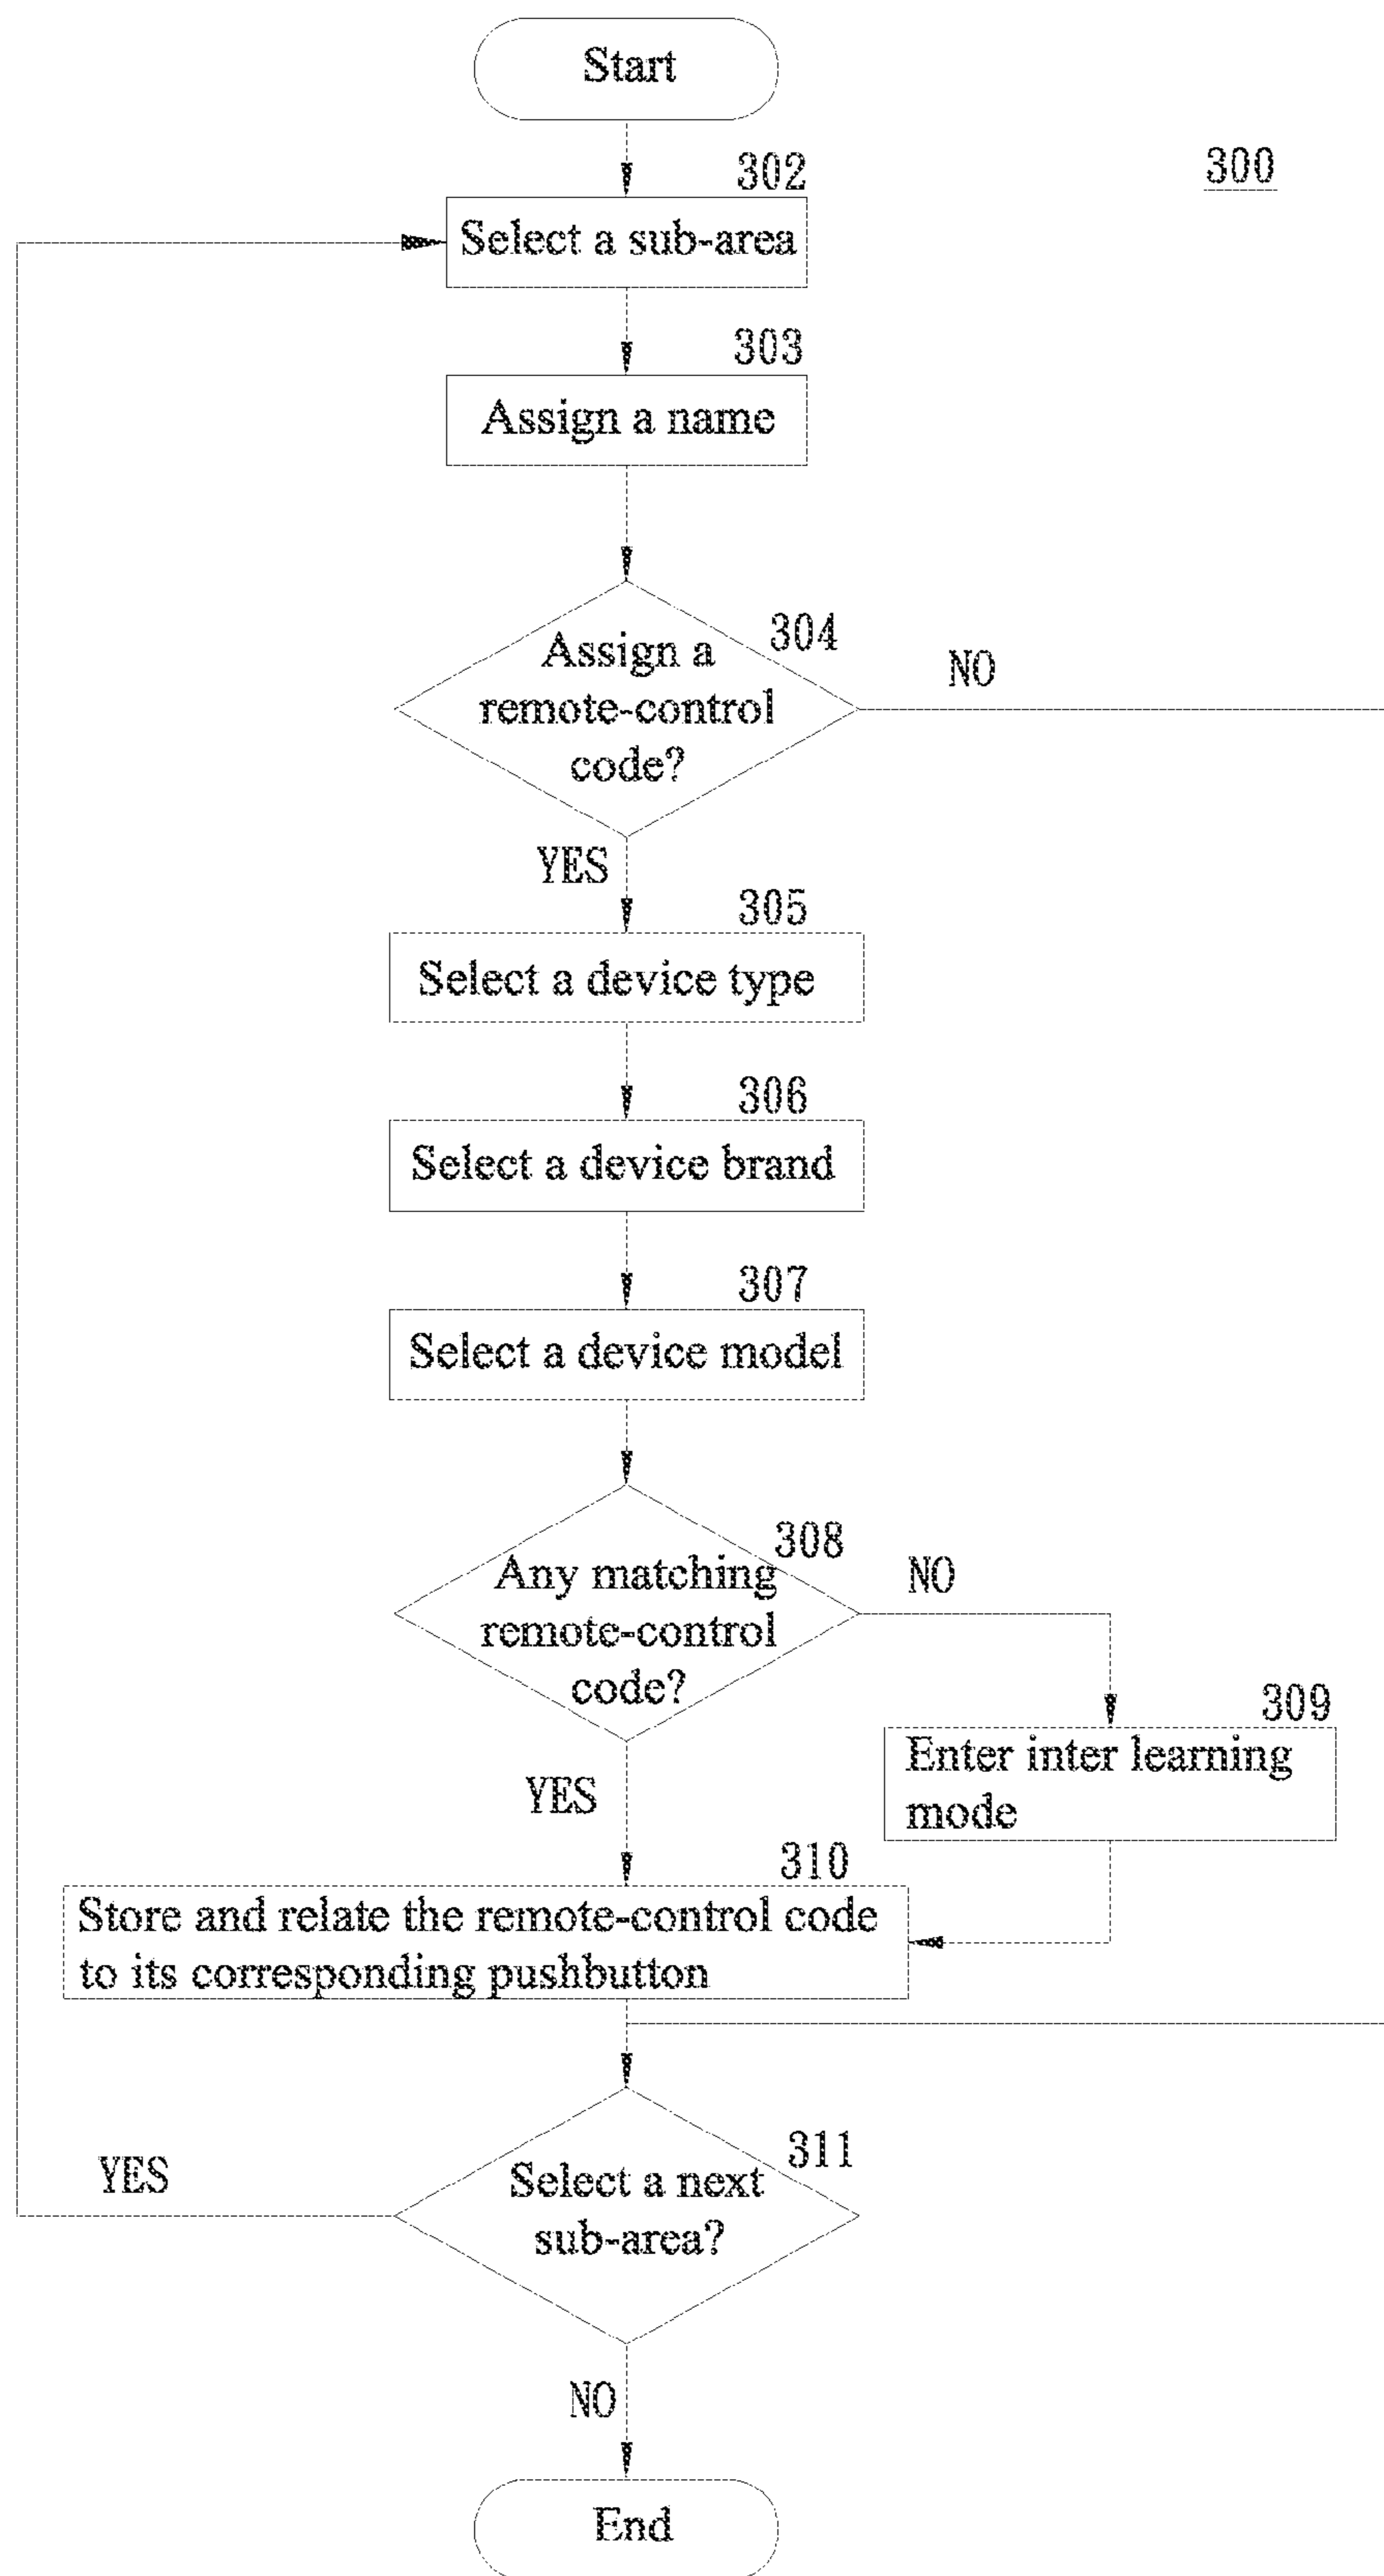 Start
300
302
Select a sub-area
303
Assign a name
304
Assign a
remote-control
code?
NO
YES
305
Select a device type
306
Select a device brand
307
Select a device model
308
Any matching
remote-control
code?
NO
YES
309
Enter inter learning
mode
310
Store and relate the remote-control code
to its corresponding pushbutton
311
Select a next
sub-area?
YES
NO
End